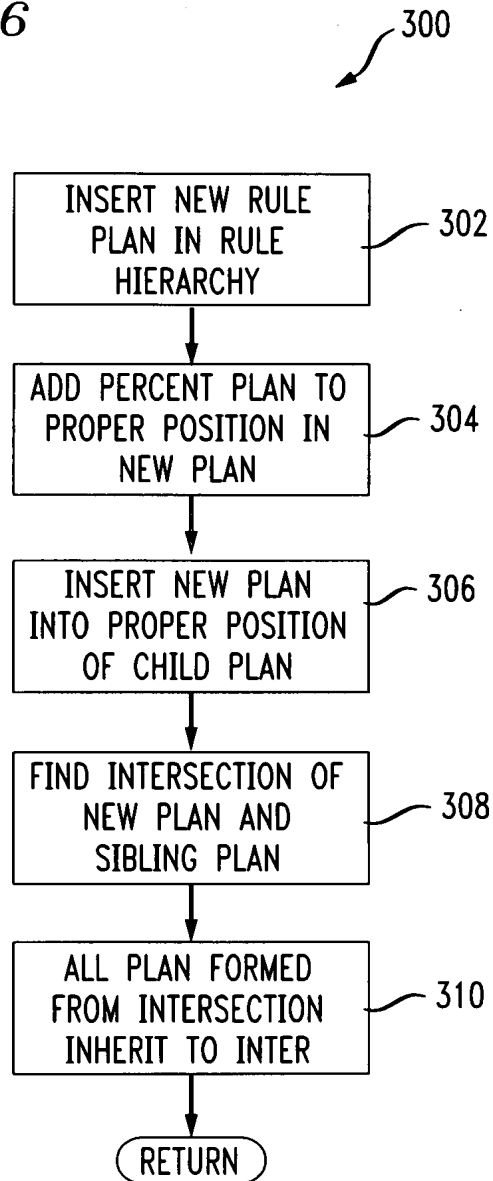 6
300
INSERT NEW RULE
PLAN IN RULE
HIERARCHY
302
ADD PERCENT PLAN TO
PROPER POSITION IN
NEW PLAN
304
INSERT NEW PLAN
INTO PROPER POSITION
OF CHILD PLAN
306
FIND INTERSECTION OF
NEW PLAN AND
SIBLING PLAN
308
ALL PLAN FORMED
FROM INTERSECTION
INHERIT TO INTER
310
RETURN